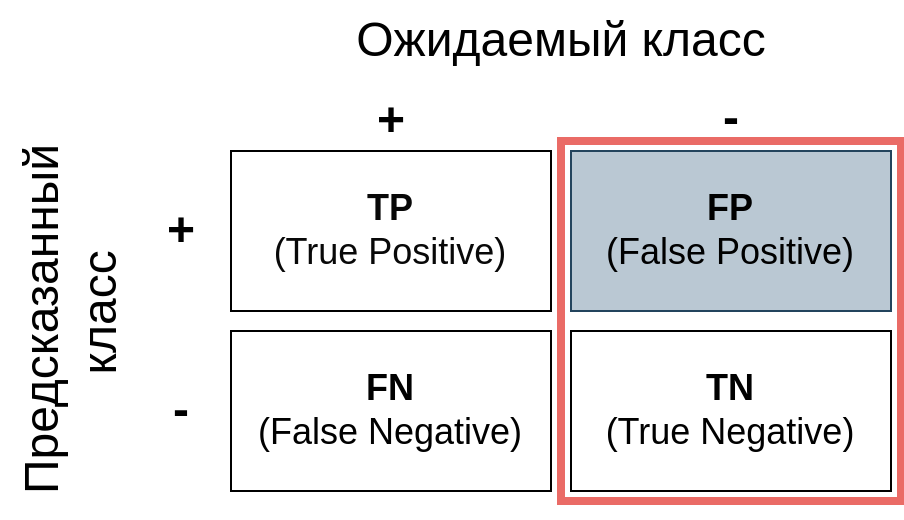 Ожидаемый класс
+
-
Предсказанный
класс
+
TP
(True Positive)
FP
(False Positive)
-
FN
(False Negative)
TN
(True Negative)